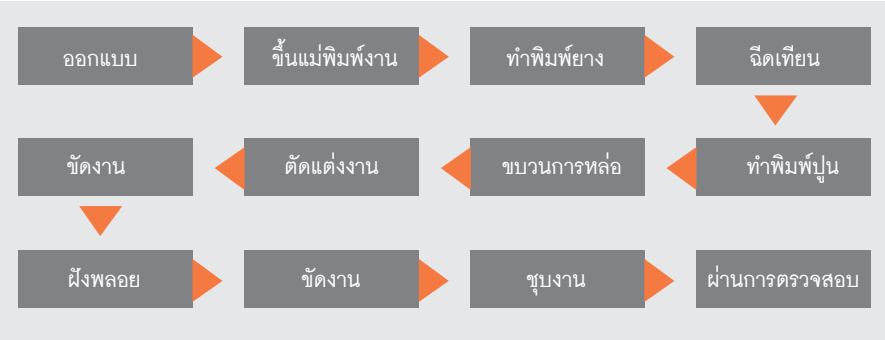 ออกแบบ
ขึ้นแม่พิมพ์งาน
ทำพิมพ์ยาง
ฉีดเทียน
ทำพิมพ์ปูน
ขบวนการหล่อ
ตัดแต่งงาน
ขัดงาน
ฝังพลอย
ขัดงาน
ชุบงาน
ผ่านการตรวจสอบ